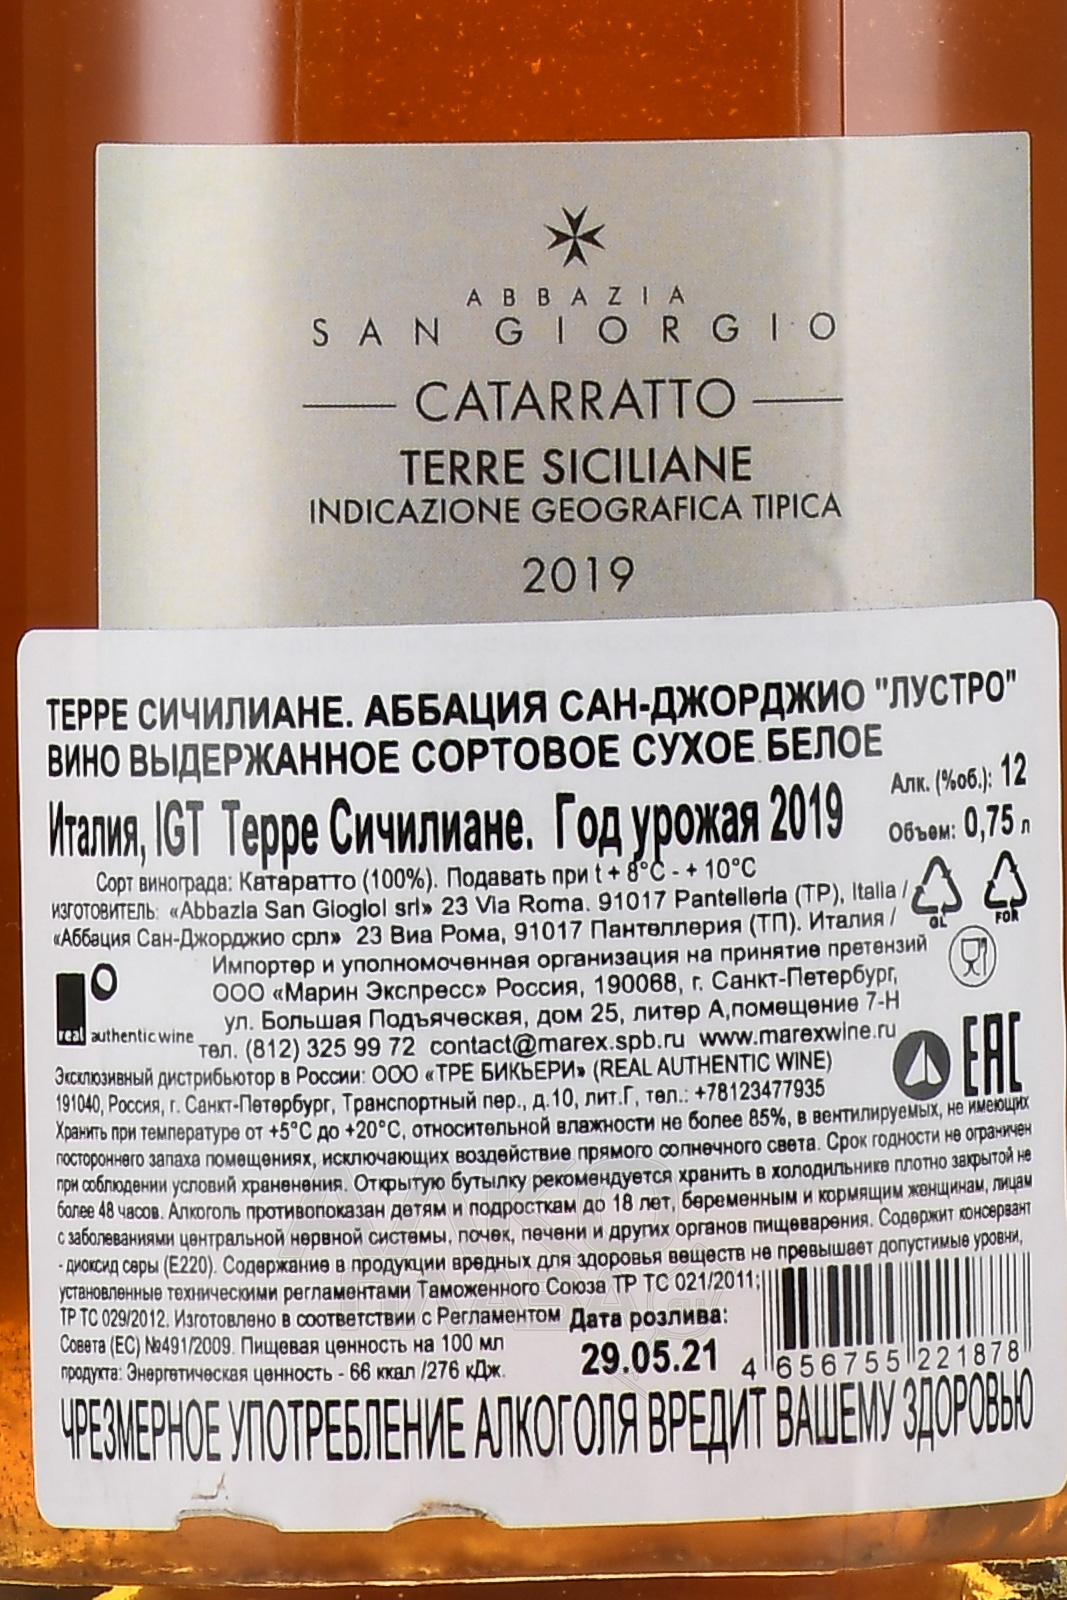 ABBAZIA
SAN GIORGIO
CATARRATTO
TERRE SICILIANE
INDICAZIONE GEOGRAFICA TIPICA
2019
ТЕРРЕ СИЧИЛИАНЕ. АББАЦИЯ САН-ДЖОРДЖИО "ЛУСТРО"
ВИНО ВЫДЕРЖАННОЕ СОРТОВОЕ СУХОЕ БЕЛОЕ
Алк. (%об.): 12
Италия, IGT Терре Сичилиане. Год урожая 2019
Объем: 0,75 л
Сорт винограда: Катаратто (100%). Подавать при t + 8°C - + 10°C
ИЗГОТОВИТЕЛЬ: «Abbazia San Gioglol srl» 23 Via Roma. 91017 Pantelleria (TP), Italia /
«Аббация Сан-Джорджио срл» 23 Виа Рома, 91017 Пантеллерия (ТП). Италия /
GL
FOR
Импортер и уполномоченная организация на принятие претензий
ООО «Марин Экспресс» Россия, 190068, г. Санкт-Петербург,
ул. Большая Подъяческая, дом 25, литер А,помещение 7-Н
real authentic wine
тел. (812) 325 99 72 contact@marex.spb.ru www.marexwine.ru
EAC
Эксклюзивный дистрибьютор в России: ООО «ТРЕ БИКЬЕРИ» (REAL AUTHENTIC WINE)
191040, Россия, г. Санкт-Петербург, Транспортный пер., д.10, лит.Г, тел.: +78123477935
Хранить при температуре от +5°C до +20°C, относительной влажности не более 85%, в вентилируемых, не имеющих
постороннего запаха помещениях, исключающих воздействие прямого солнечного света. Срок годности не ограничен
при соблюдении условий храненения. Открытую бутылку рекомендуется хранить в холодильнике плотно закрытой не
более 48 часов. Алкоголь противопоказан детям и подросткам до 18 лет, беременным и кормящим женщинам, лицам
с заболеваниями центральной нервной системы, почек, печени и других органов пищеварения. Содержит консервант
- диоксид серы (Е220). Содержание в продукции вредных для здоровья веществ не превышает допустимые уровни,
установленные техническими регламентами Таможенного Союза ТР ТС 021/2011;
ТР ТС 029/2012. Изготовлено в соответствии с Регламентом
Совета (ЕС) №491/2009. Пищевая ценность на 100 мл
продукта: Энергетическая ценность - 66 ккал /276 кДж.
Дата розлива:
29.05.21
4 656755 221878
ЧРЕЗМЕРНОЕ УПОТРЕБЛЕНИЕ АЛКОГОЛЯ ВРЕДИТ ВАШЕМУ ЗДОРОВЬЮ